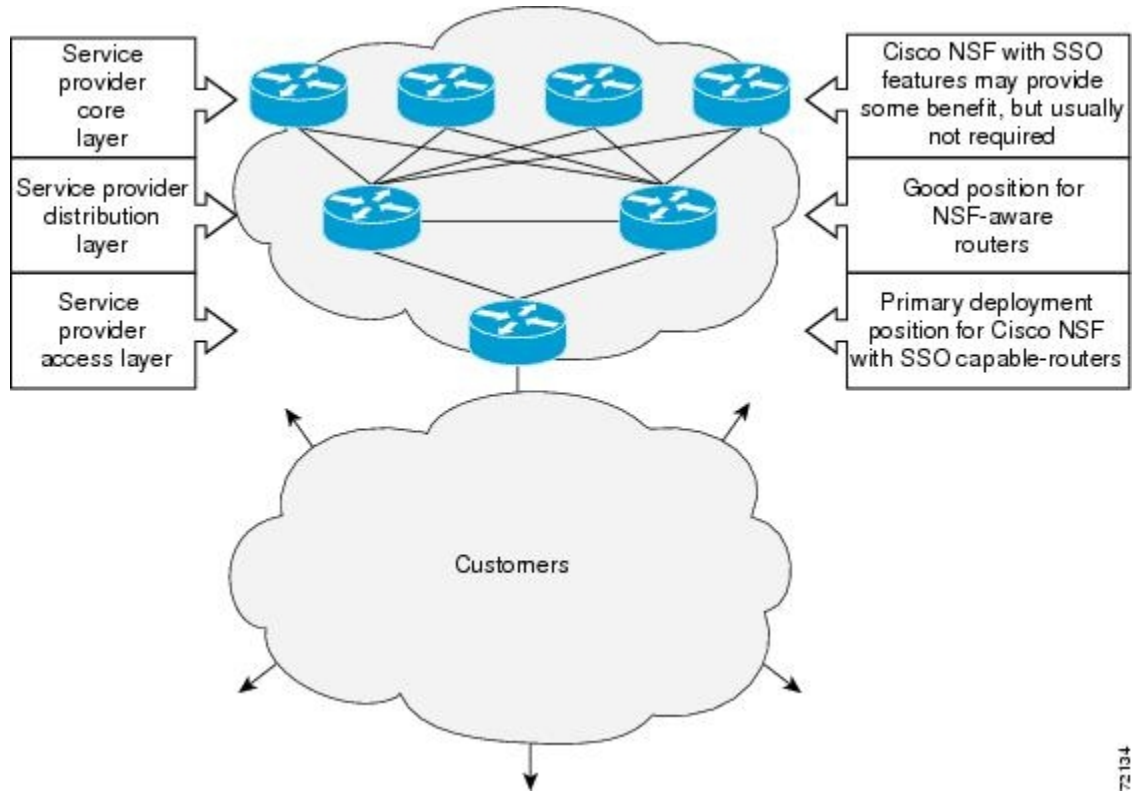 Service
provider
core
layer
Cisco NSF with SSO
features may provide
some benefit, but usually
not required
Service provider
distribution
layer
Good position for
NSF-aware
routers
Service
provider
access layer
Primary deployment
position for Cisco NSF
with SSO capable-routers
Customers
72134